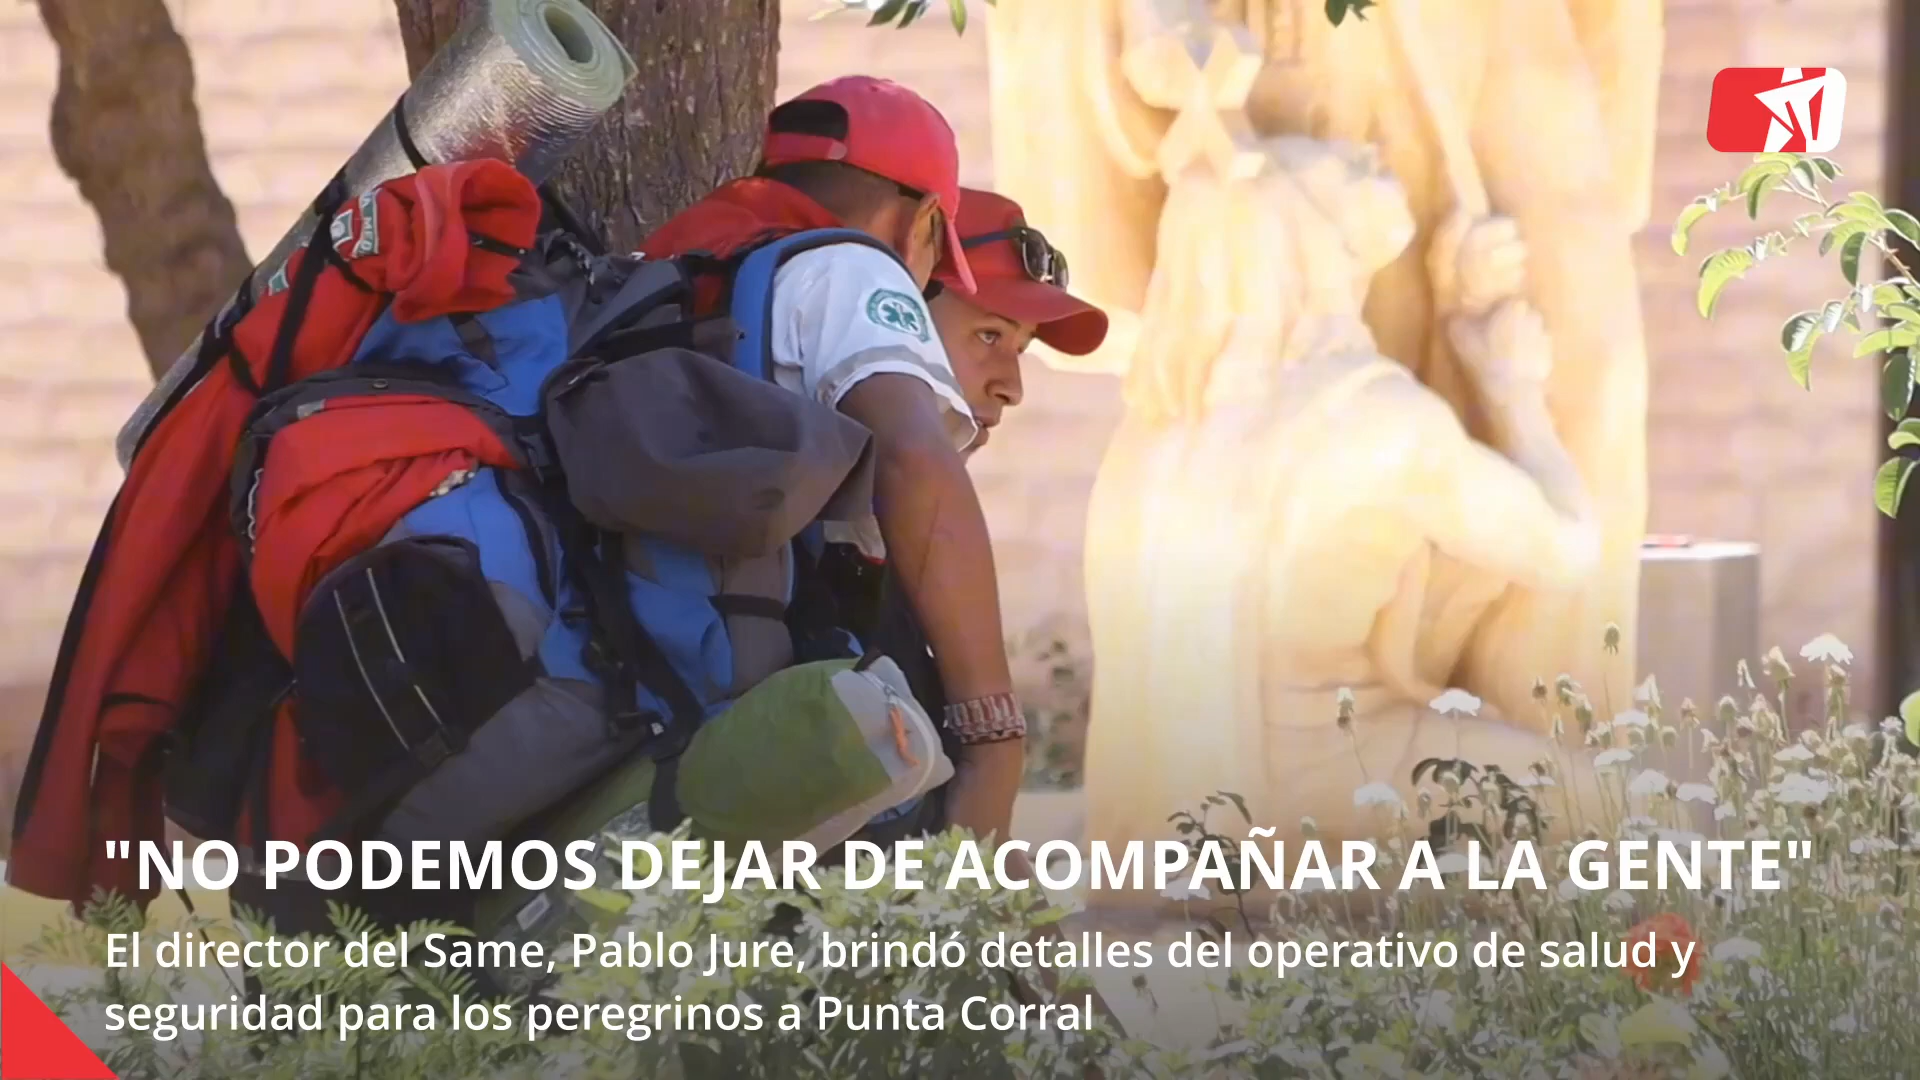 "NO PODEMOS DEJAR DE ACOMPAÑAR A LA GENTE"
El director del Same, Pablo Jure, brindó detalles del operativo de salud y
seguridad para los peregrinos a Punta Corral